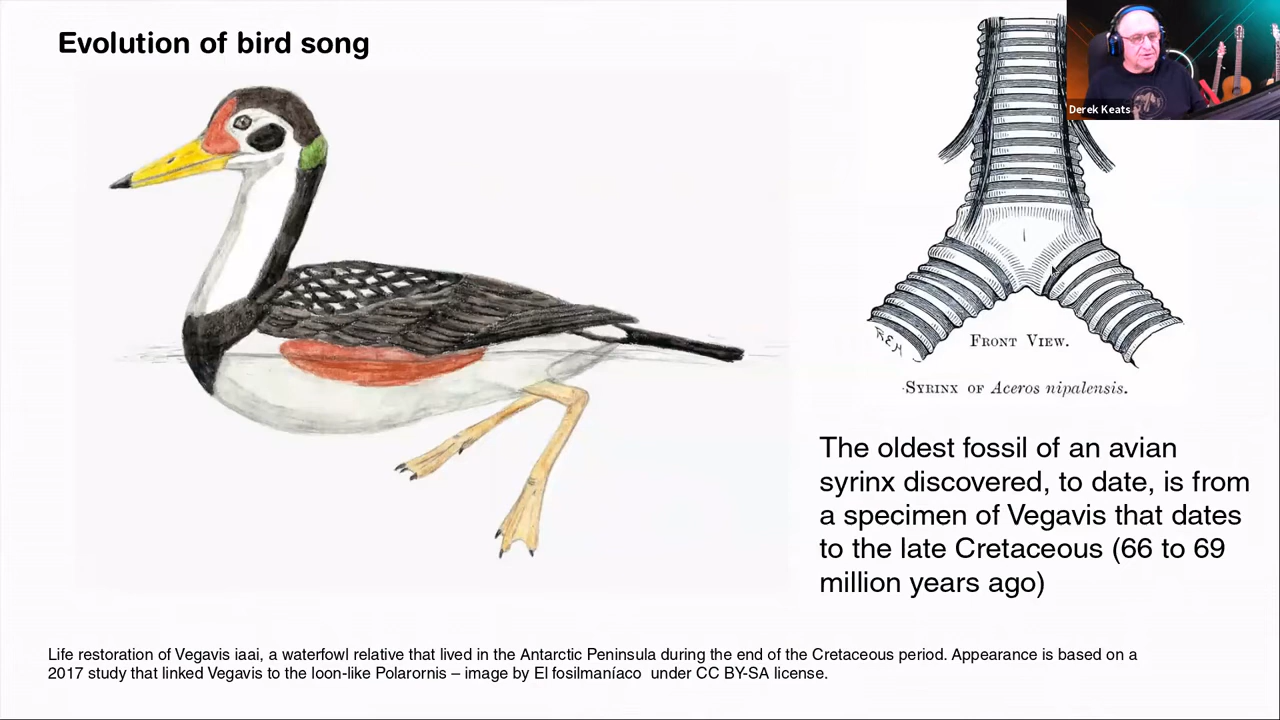 Evolution of bird song
Derek Keats
R.E.H
FRONT VIEW.
SYRINX OF Aceros nipalensis.
The oldest fossil of an avian
syrinx discovered, to date, is from
a specimen of Vegavis that dates
to the late Cretaceous (66 to 69
million years ago)
Life restoration of Vegavis iaai, a waterfowl relative that lived in the Antarctic Peninsula during the end of the Cretaceous period. Appearance is based on a
2017 study that linked Vegavis to the loon-like Polarornis – image by El fosilmaníaco under CC BY-SA license.